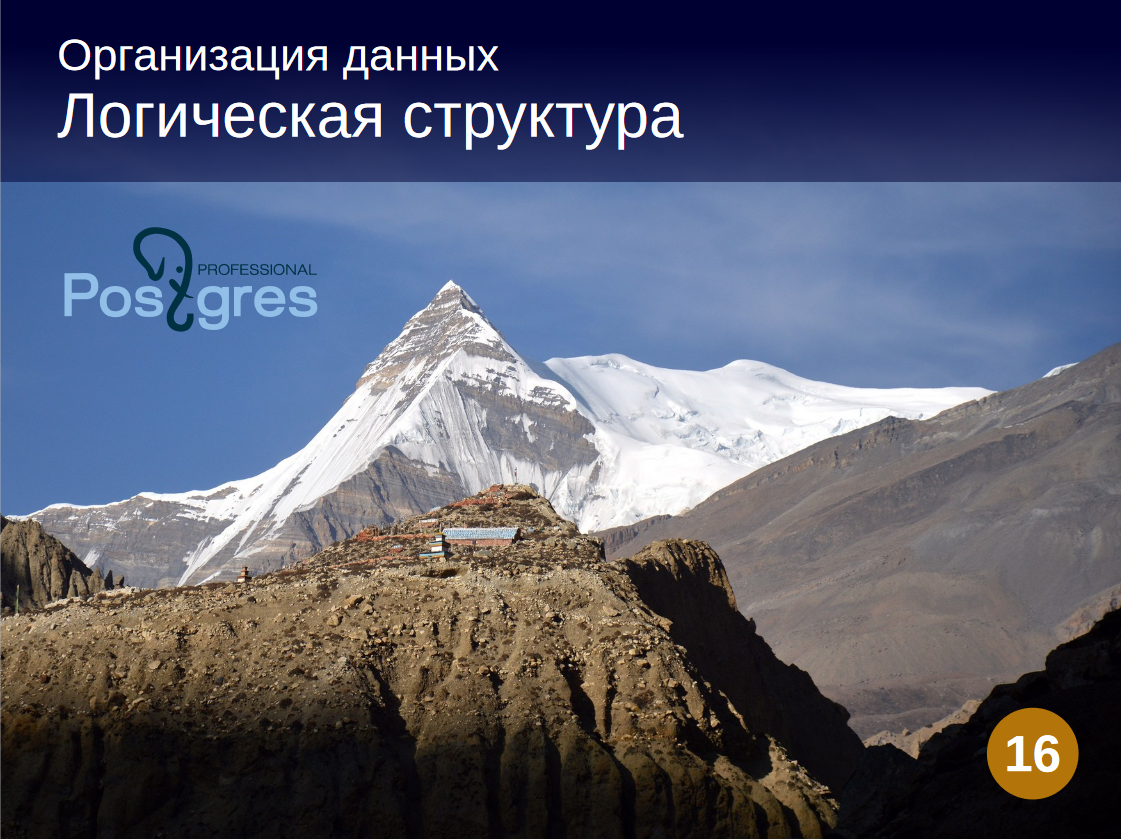 Организация данных
Логическая структура
PROFESSIONAL
Postgres
16